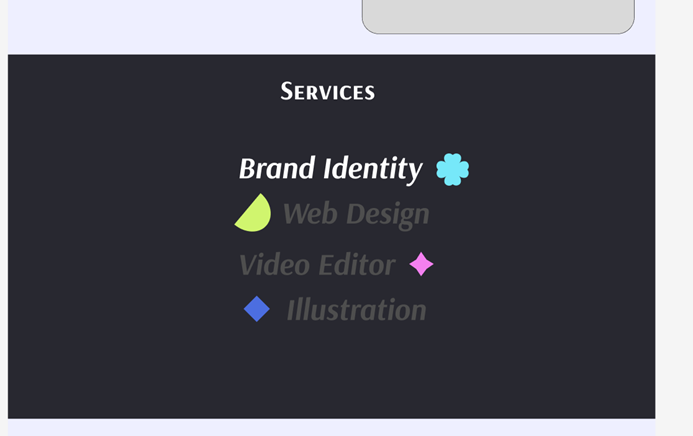 Services
Brand Identity
Web Design
Video Editor
Illustration